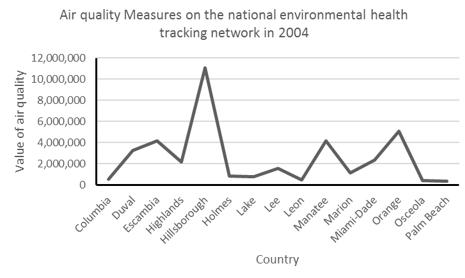 Air quality Measures on the national environmental health
tracking network in 2004
Value of air quality
12,000,000
10,000,000
8,000,000
6,000,000
4,000,000
2,000,000
0
Columbia
Duval
Escambia
Highlands
Hillsborough
Holmes
Lake
Lee
Leon
Manatee
Marion
Miami-Dade
Orange
Osceola
Palm Beach
Country